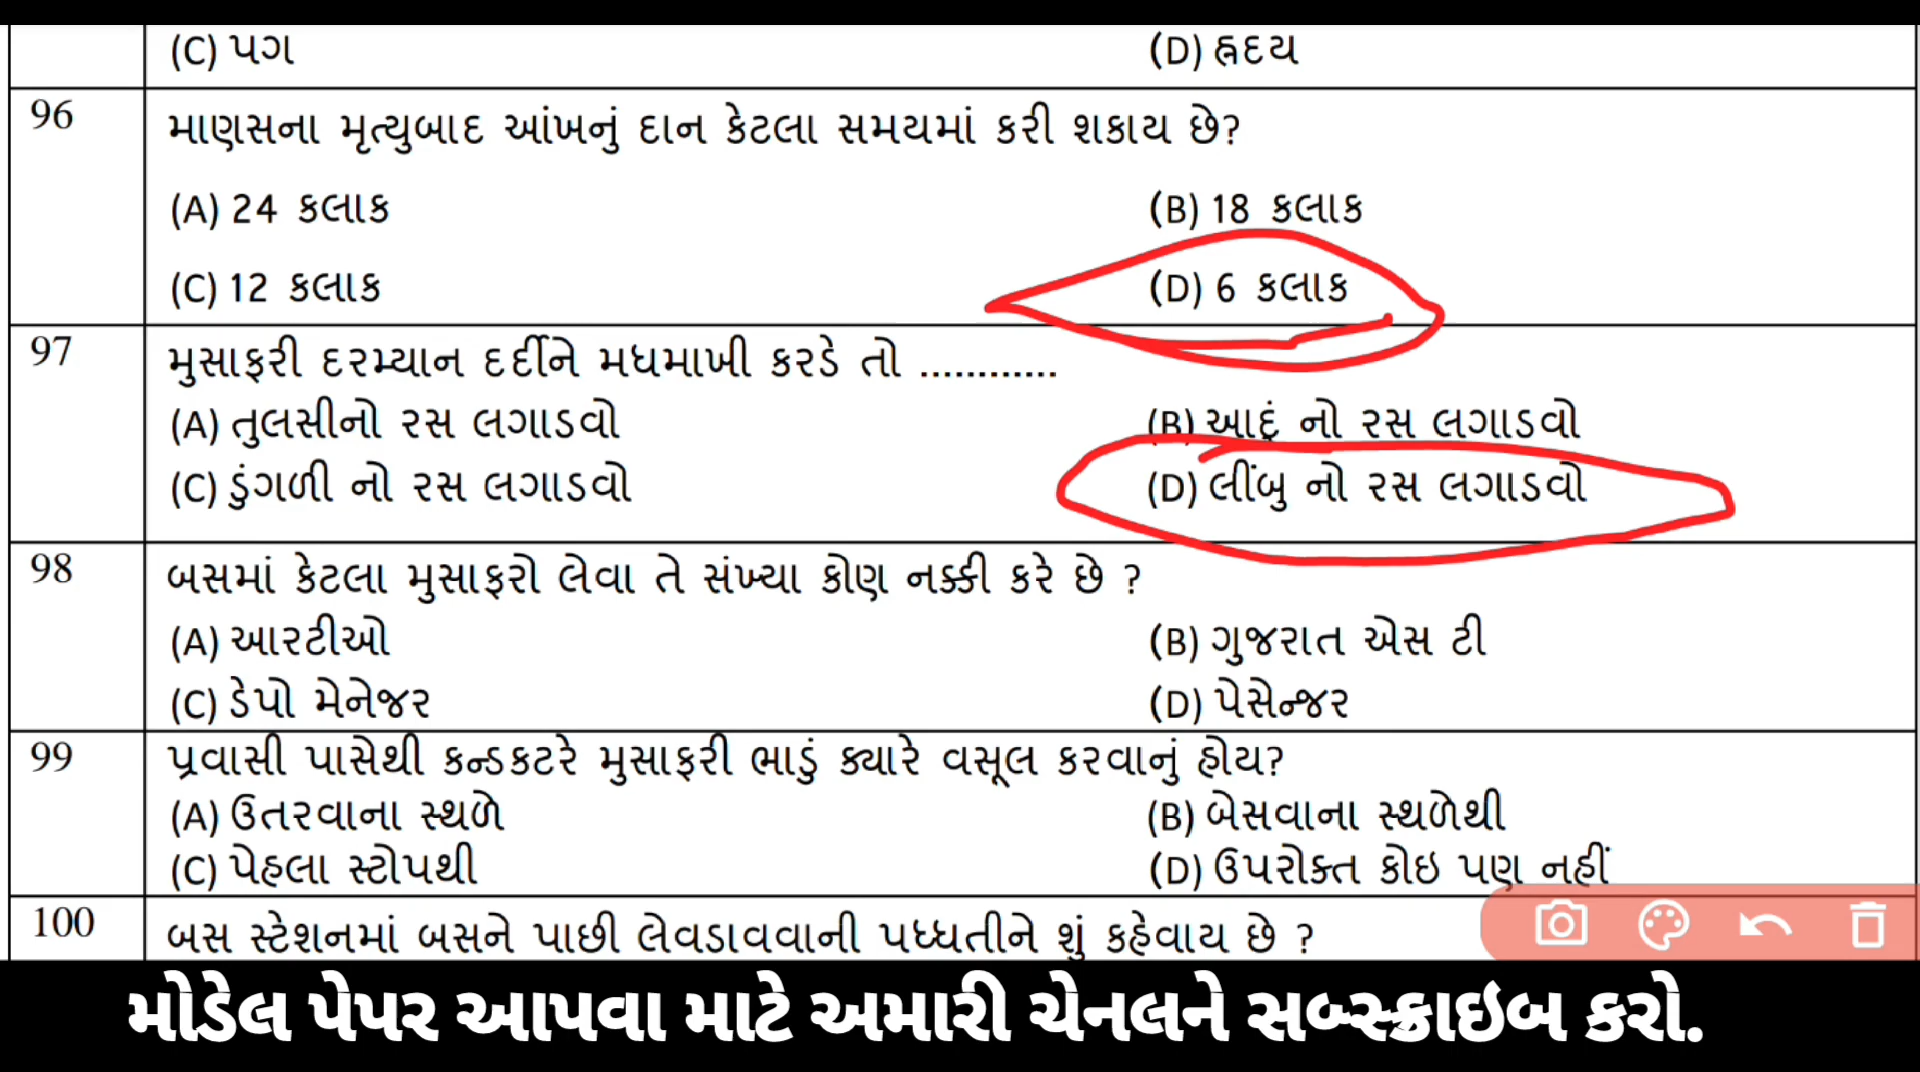 (C) પગ (D) હ્રદય
96 માણસના મૃત્યુબાદ આંખનું દાન કેટલા સમયમાં કરી શકાય છે?
(A) 24 કલાક (B) 18 કલાક
(C) 12 કલાક (D) 6 કલાક
97 મુસાફરી દરમ્યાન દર્દીને મધમાખી કરડે તો ............
(A) તુલસીનો રસ લગાડવો (B) આદું નો રસ લગાડવો
(C) ડુંગળી નો રસ લગાડવો (D) લીંબુ નો રસ લગાડવો
98 બસમાં કેટલા મુસાફરો લેવા તે સંખ્યા કોણ નક્કી કરે છે ?
(A) આરટીઓ (B) ગુજરાત એસ ટી
(C) ડેપો મેનેજર (D) પેસેન્જર
99 પ્રવાસી પાસેથી કન્ડકટરે મુસાફરી ભાડું ક્યારે વસૂલ કરવાનું હોય?
(A) ઉતરવાના સ્થળે (B) બેસવાના સ્થળેથી
(C) પેહલા સ્ટોપથી (D) ઉપરોક્ત કોઇ પણ નહીં
100 બસ સ્ટેશનમાં બસને પાછી લેવડાવવાની પધ્ધતીને શું કહેવાય છે ?
મોડેલ પેપર આપવા માટે અમારી ચેનલને સબ્સ્ક્રાઇબ કરો.